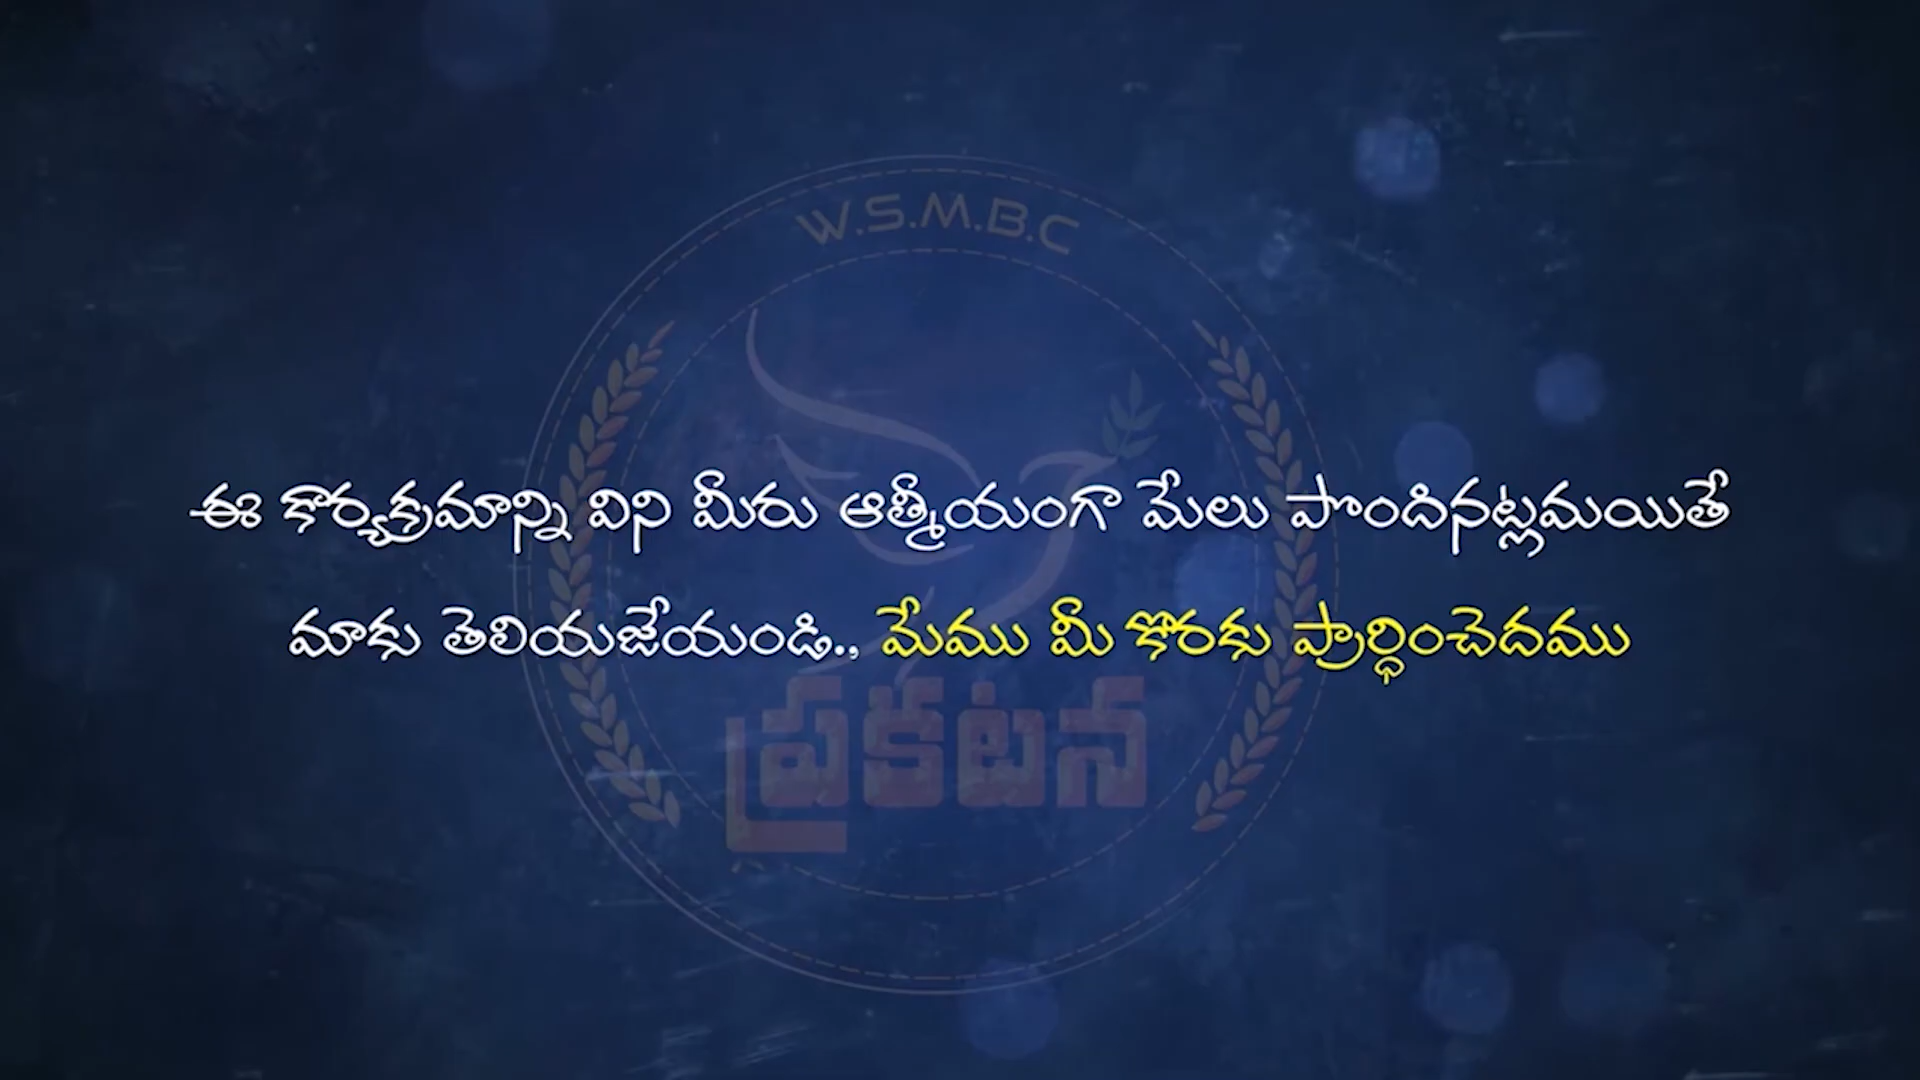 W.S.M.B.C
ఈ కార్యక్రమాన్ని విని మీరు ఆత్మీయంగా మేలు పొందినట్లమయితే
మాకు తెలియజేయండి., మేము మీ కొరకు ప్రార్ధించెదము
ప్రకటన